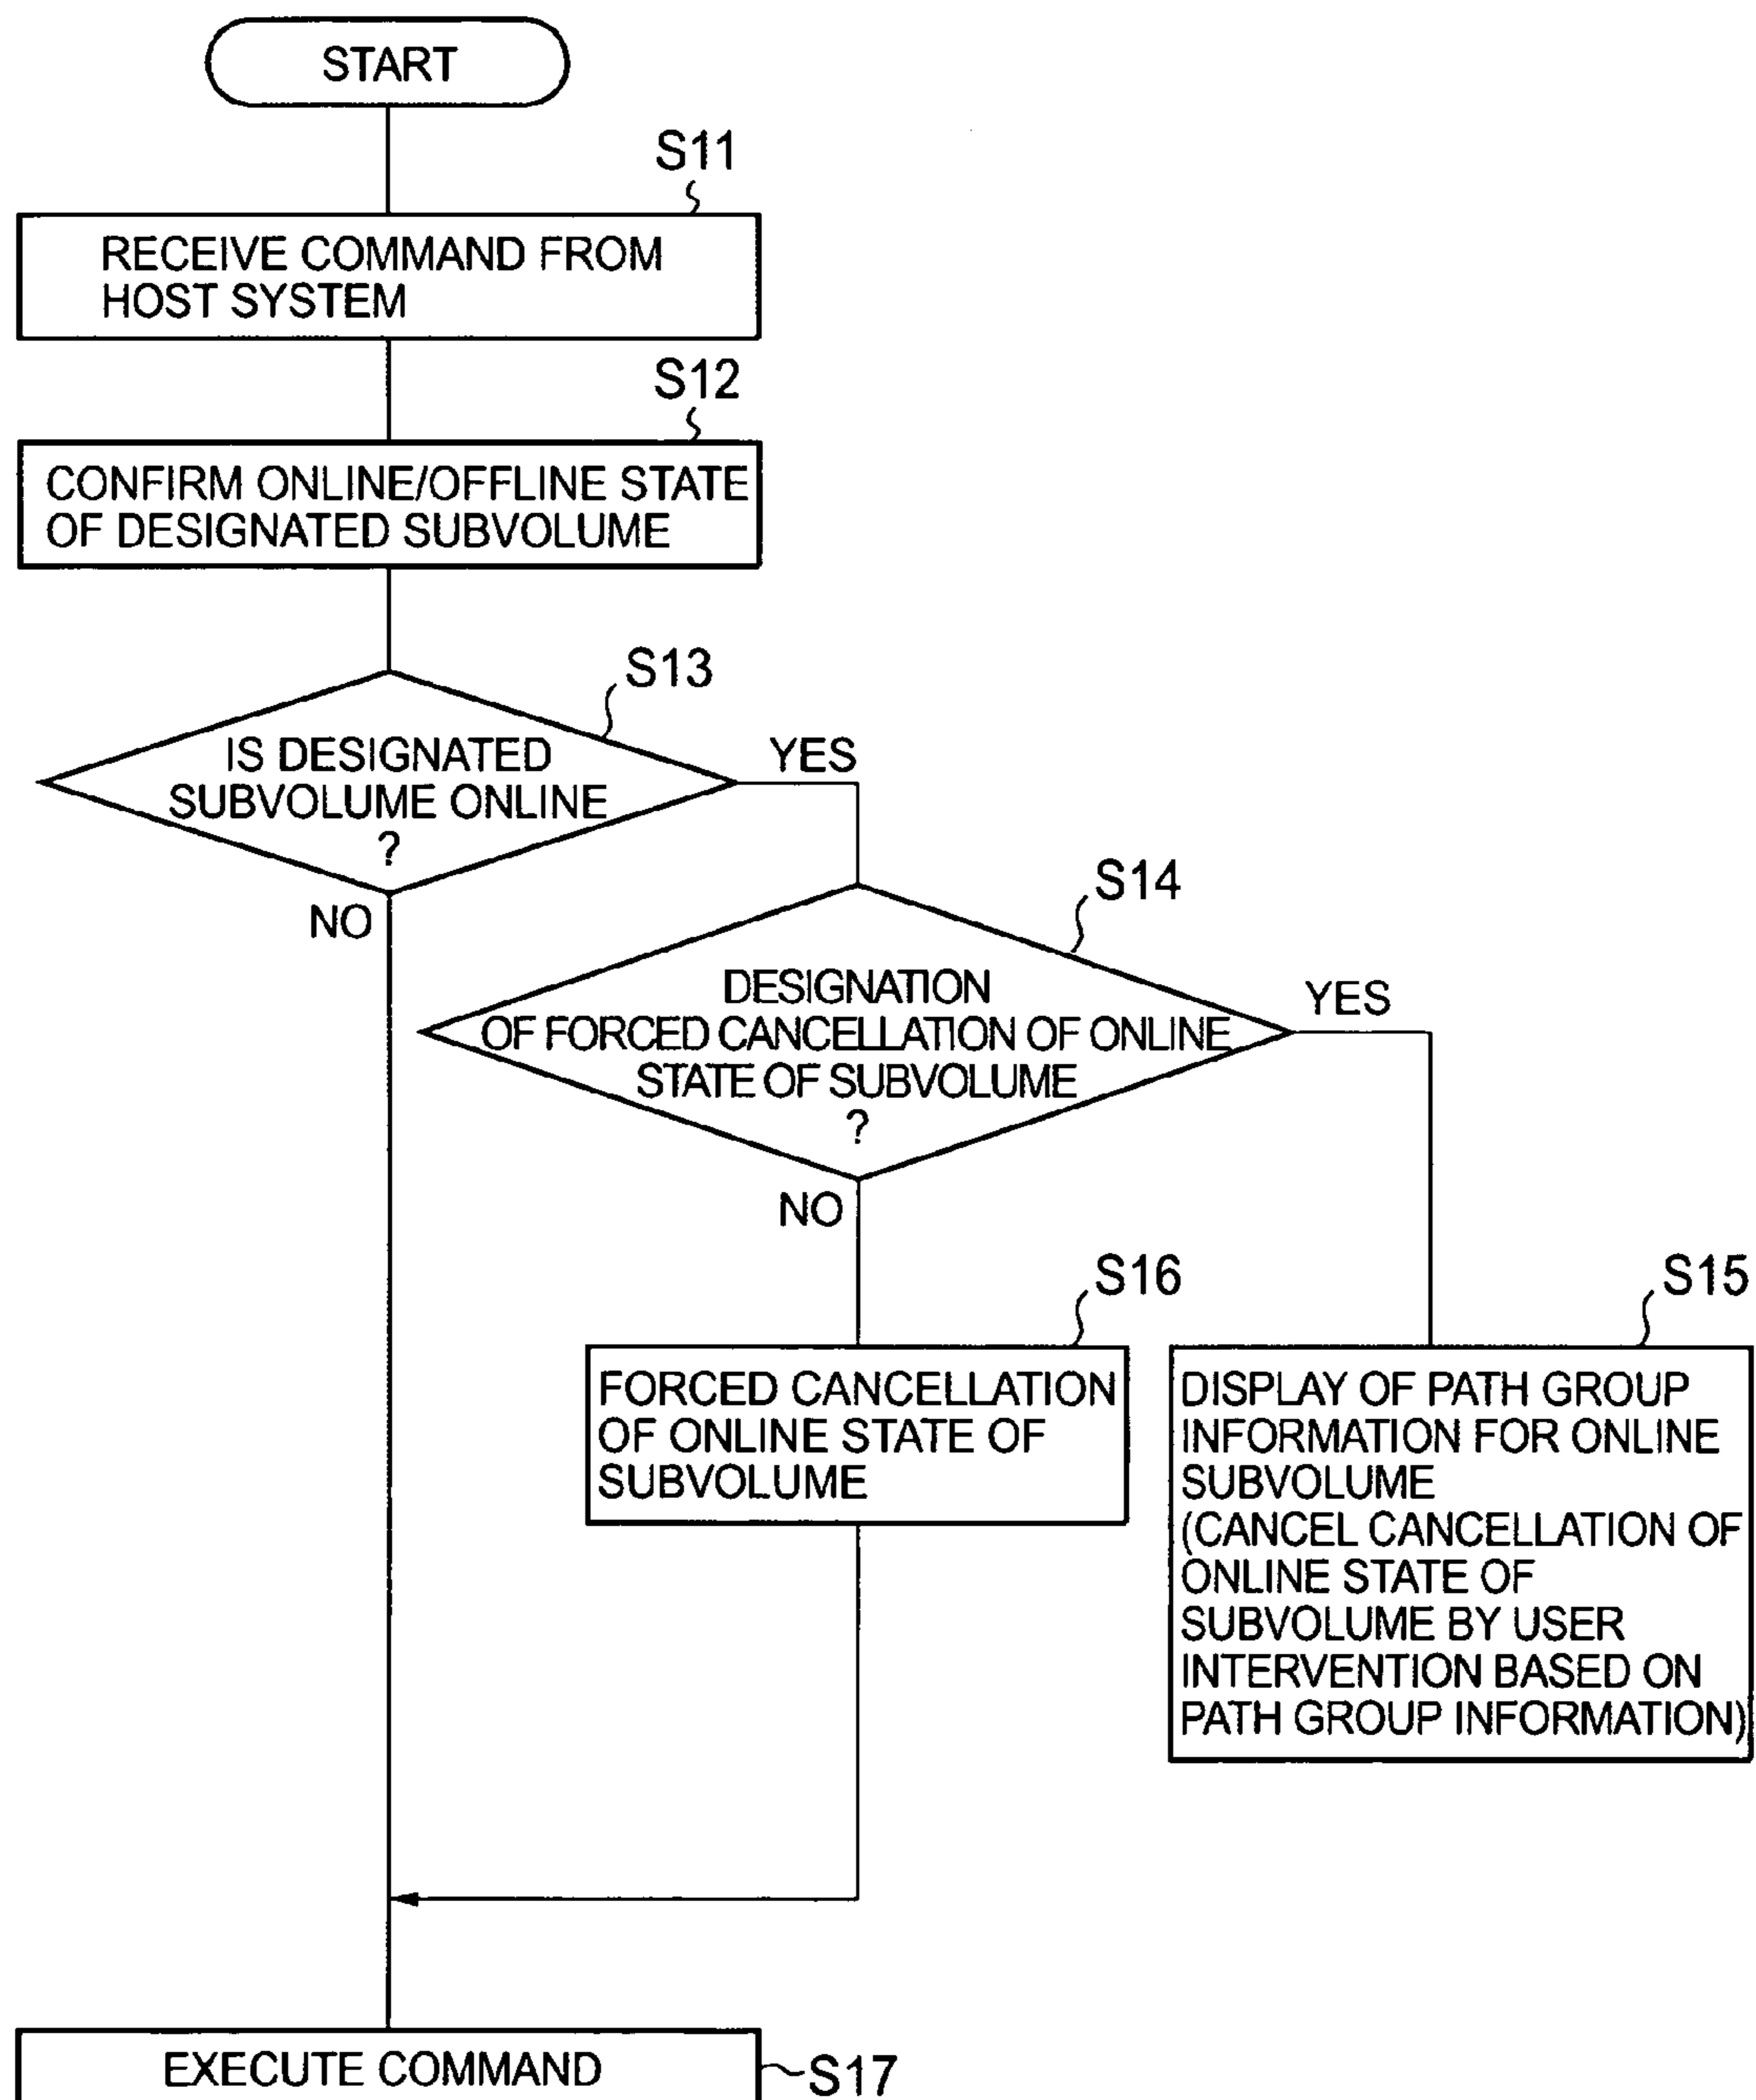 START
S11
RECEIVE COMMAND FROM
HOST SYSTEM
S12
CONFIRM ONLINE/OFFLINE STATE
OF DESIGNATED SUBVOLUME
S13
IS DESIGNATED
SUBVOLUME ONLINE
?
YES
NO
S14
DESIGNATION
OF FORCED CANCELLATION OF ONLINE
STATE OF SUBVOLUME
?
YES
NO
S16
FORCED CANCELLATION
OF ONLINE STATE OF
SUBVOLUME
S15
DISPLAY OF PATH GROUP
INFORMATION FOR ONLINE
SUBVOLUME
(CANCEL CANCELLATION OF
ONLINE STATE OF
SUBVOLUME BY USER
INTERVENTION BASED ON
PATH GROUP INFORMATION)
EXECUTE COMMAND
S17